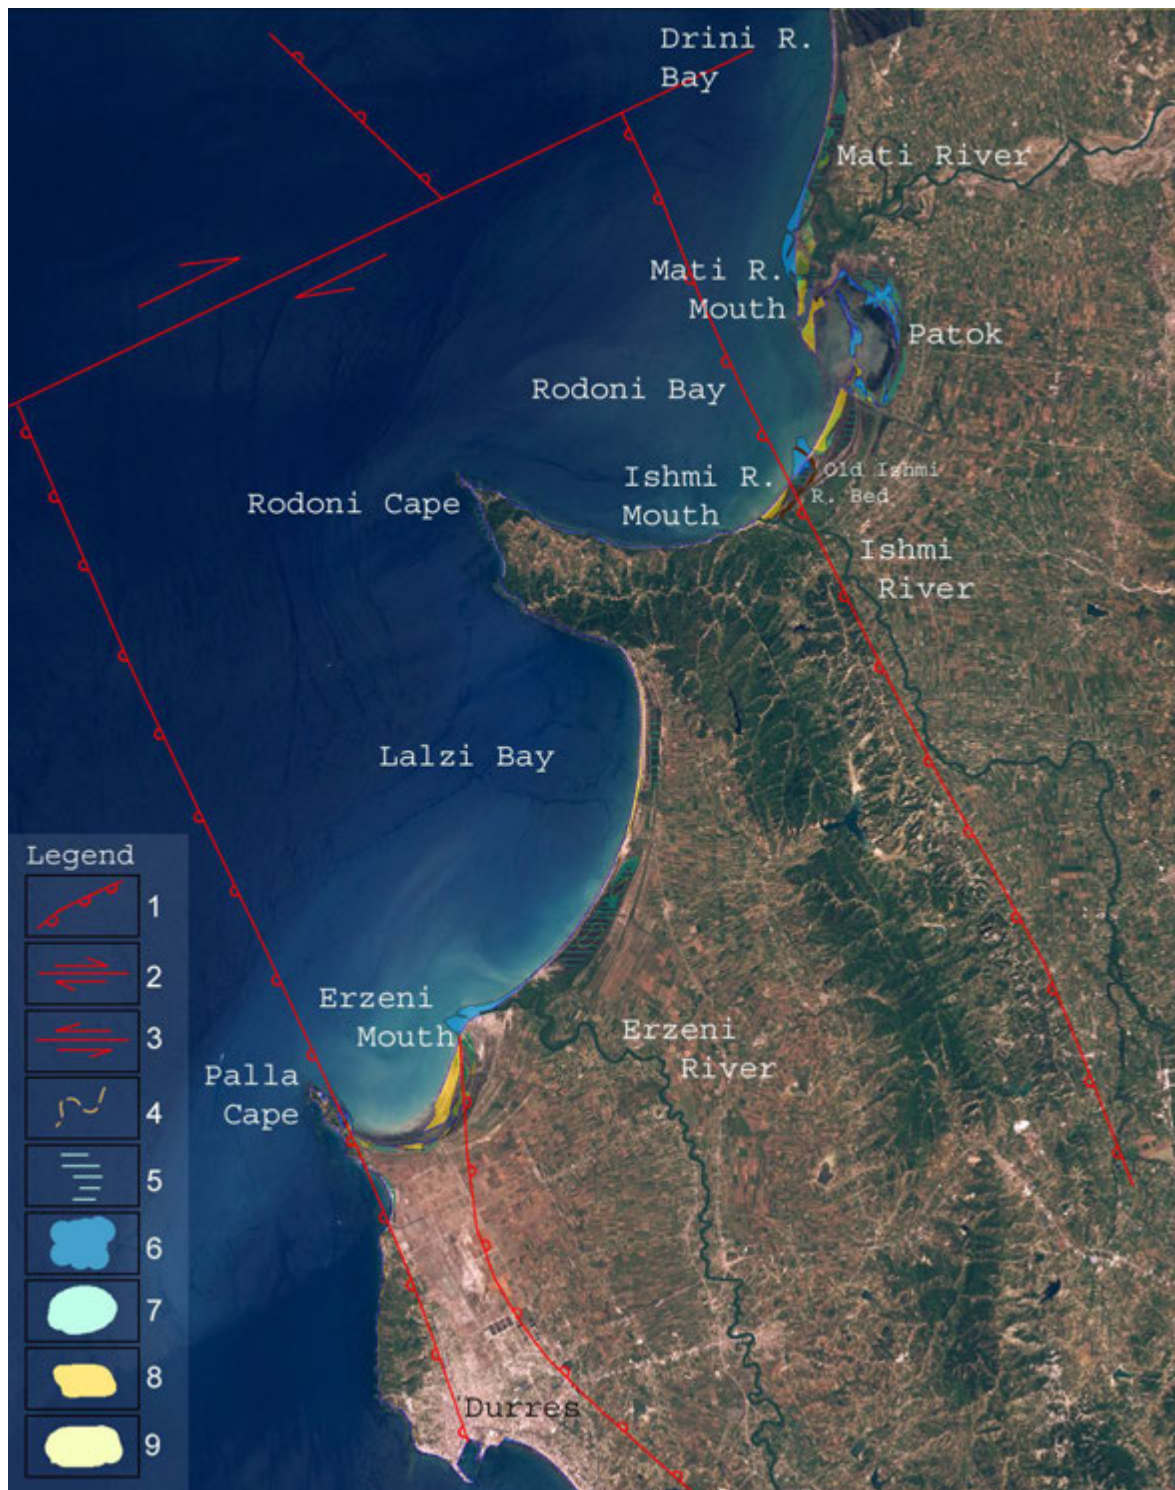 Drini R.
Bay
Mati River
Mati R.
Mouth
Patok
Rodoni Bay
Old Ishmi
R. Bed
Ishmi R.
Mouth
Rodoni Cape
Ishmi
River
Lalzi Bay
Erzeni
Mouth
Erzeni
River
Palla
Cape
Durres
Legend
1
2
3
4
5
6
7
8
9